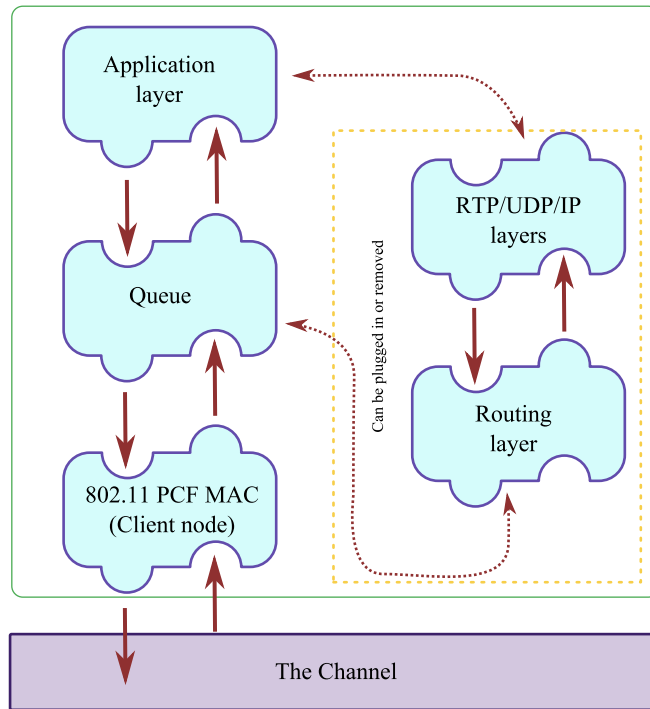 Application
layer
RTP/UDP/IP
layers
Queue
Can be plugged in or removed
Routing
layer
802.11 PCF MAC
(Client node)
The Channel